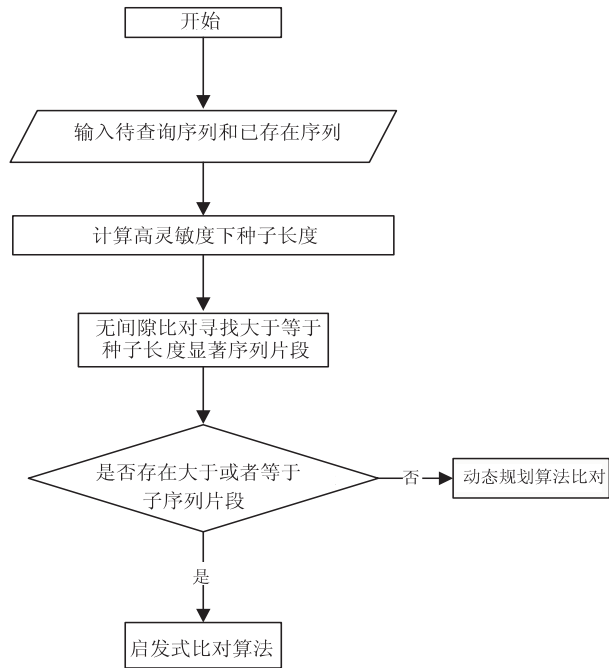 开始
输入待查询序列和已存在序列
计算高灵敏度下种子长度
无间隙比对寻找大于等于
种子长度显著序列片段
是否存在大于或者等于
子序列片段
否
动态规划算法比对
是
启发式比对算法